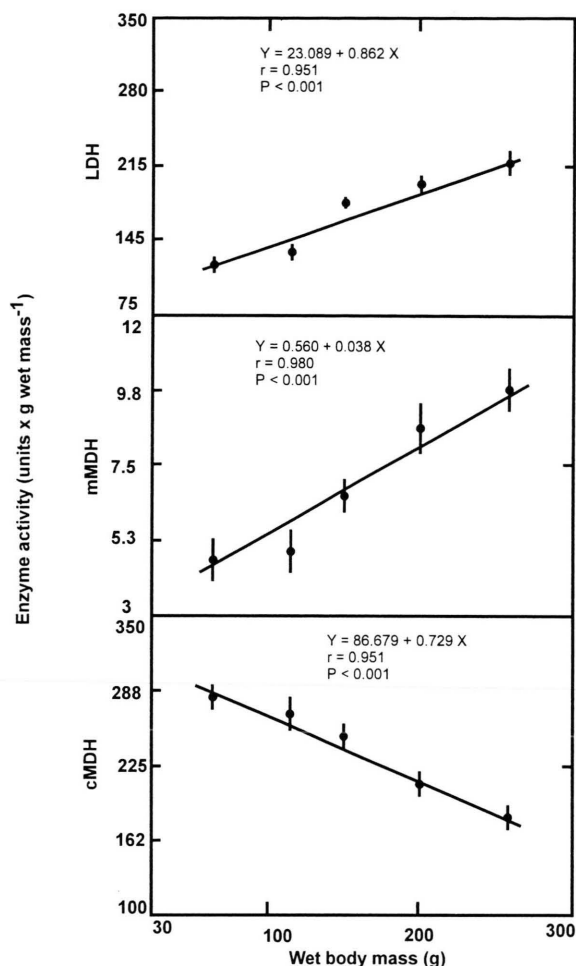 Enzyme activity (units x g wet mass-1)
LDH
350
280
215
145
75
Y = 23.089 + 0.862 X
r = 0.951
P < 0.001
mMDH
12
9.8
7.5
5.3
3
Y = 0.560 + 0.038 X
r = 0.980
P < 0.001
cMDH
350
288
225
162
100
Y = 86.679 + 0.729 X
r = 0.951
P < 0.001
30 100 200 300
Wet body mass (g)